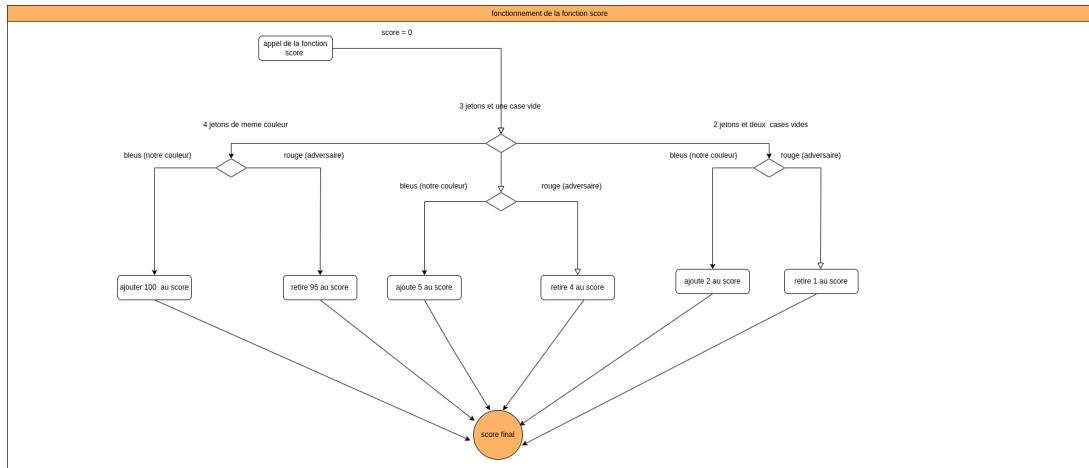 fonctionnement de la fonction score
score = 0
appel de la fonction
score
3 jetons et une case vide
4 jetons de meme couleur
2 jetons et deux cases vides
bleus (notre couleur)
rouge (adversaire)
bleus (notre couleur)
rouge (adversaire)
bleus (notre couleur)
rouge (adversaire)
ajouter 100 au score
retire 95 au score
ajoute 5 au score
retire 4 au score
ajoute 2 au score
retire 1 au score
score final